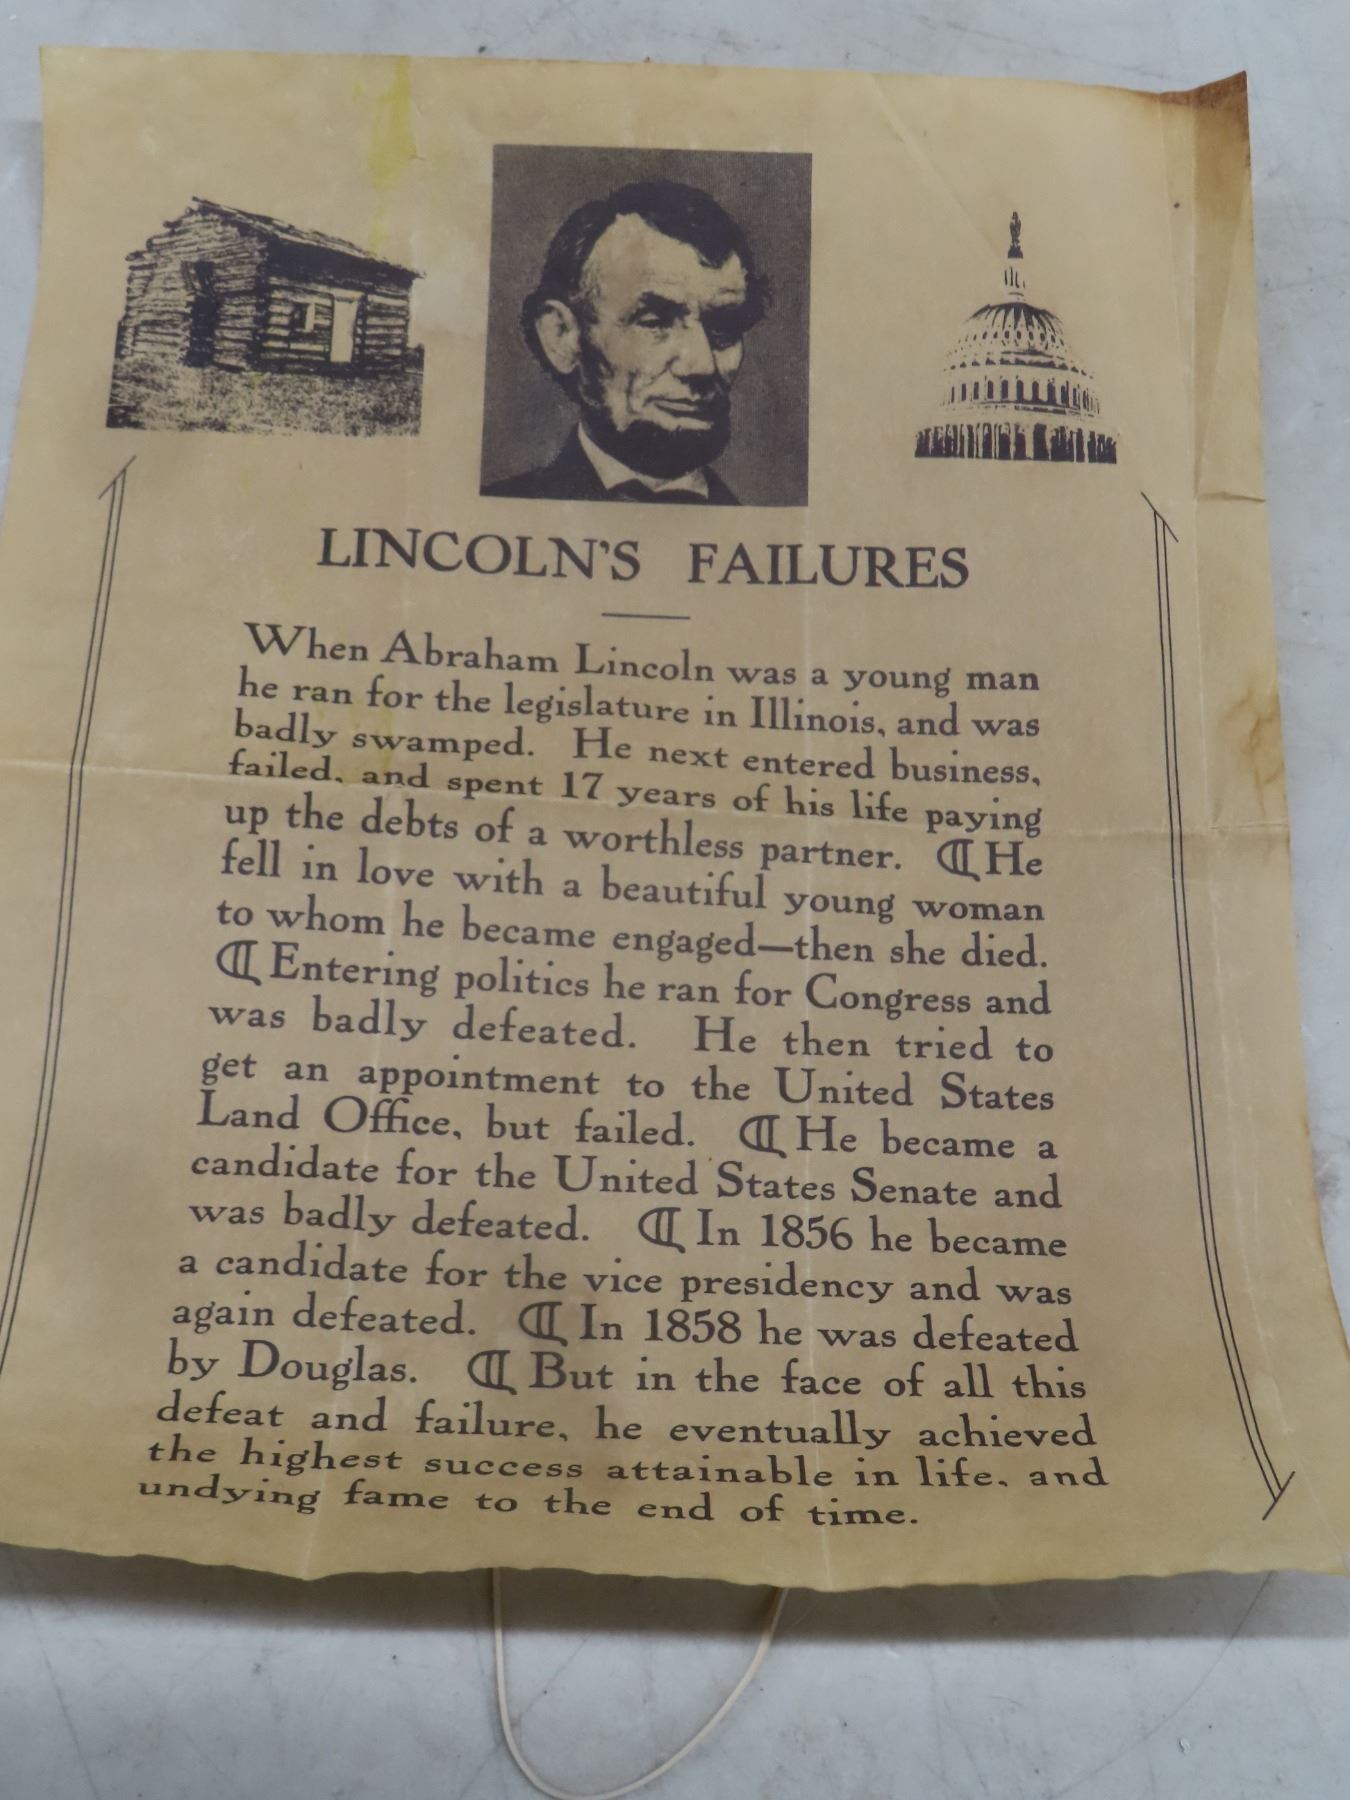 LINCOLN'S FAILURES
When Abraham Lincoln was a young man
he ran for the legislature in Illinois, and was
badly swamped. He next entered business,
failed, and spent 17 years of his life paying
up the debts of a worthless partner. ¶ He
fell in love with a beautiful young woman
to whom he became engaged—then she died.
¶ Entering politics he ran for Congress and
was badly defeated. He then tried to
get an appointment to the United States
Land Office, but failed. ¶ He became a
candidate for the United States Senate and
was badly defeated. ¶ In 1856 he became
a candidate for the vice presidency and was
again defeated. ¶ In 1858 he was defeated
by Douglas. ¶ But in the face of all this
defeat and failure, he eventually achieved
the highest success attainable in life, and
undying fame to the end of time.